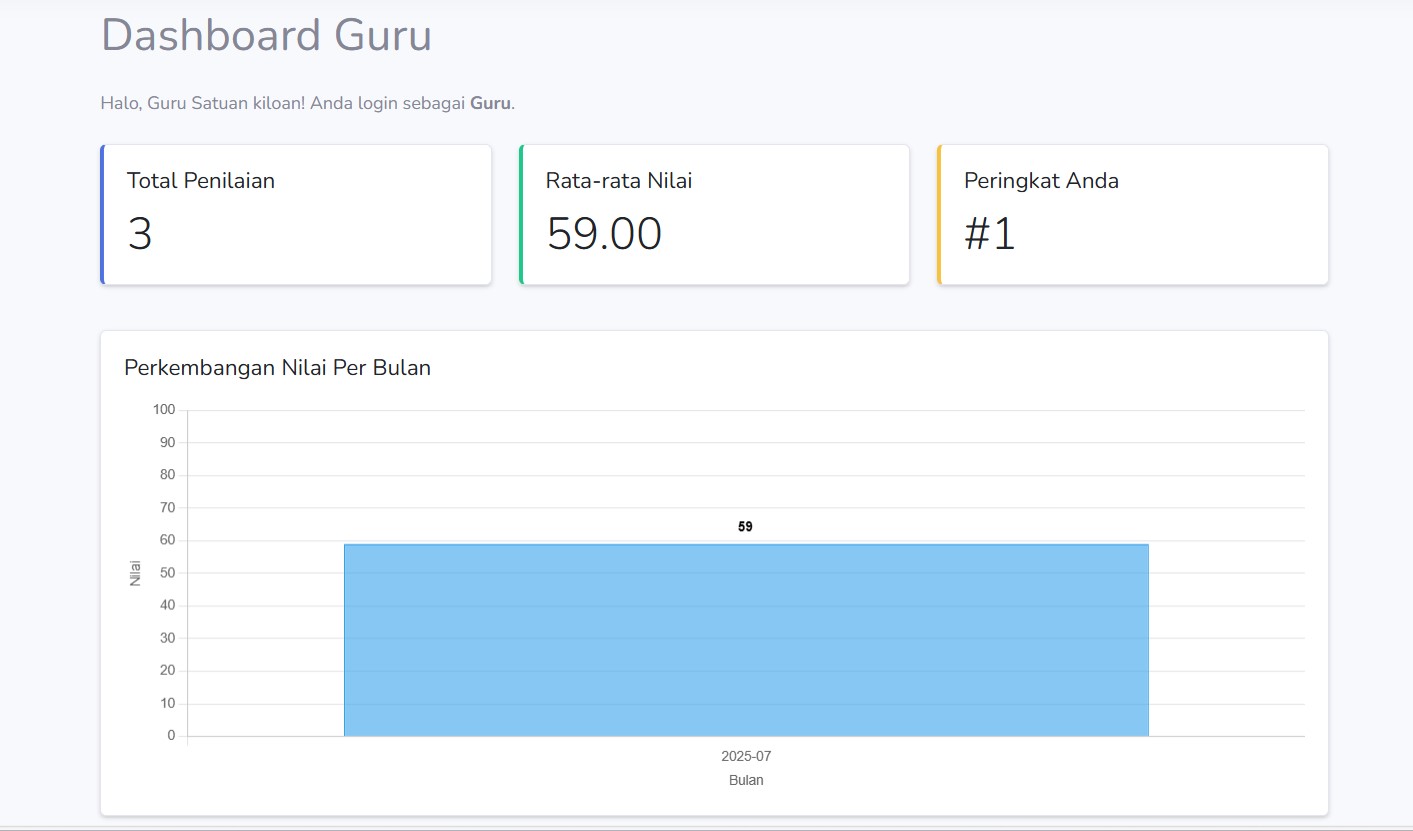 Dashboard Guru
Halo, Guru Satuan kiloan! Anda login sebagai Guru.
Total Penilaian
3
Rata-rata Nilai
59.00
Peringkat Anda
#1
Perkembangan Nilai Per Bulan
100
90
80
70
60
50
40
30
20
10
0
Nilai
59
2025-07
Bulan